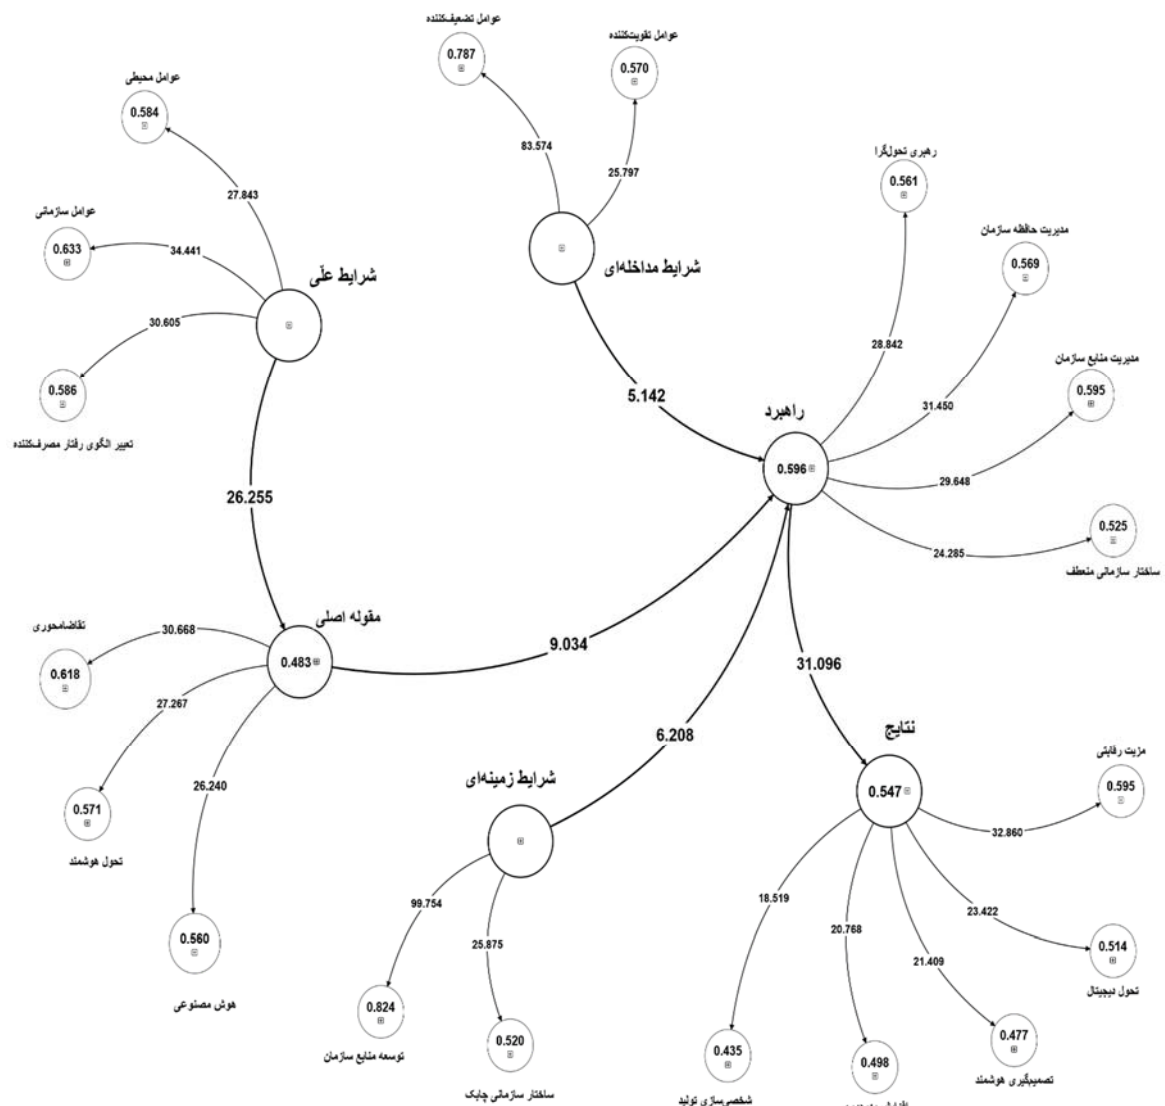 عوامل تضعیف‌کننده
0.787
عوامل تقویت‌کننده
0.570
83.574
25.797
شرایط مداخله‌ای
5.142
عوامل محیطی
0.584
27.843
عوامل سازمانی
0.633
34.441
شرایط علّی
30.605
0.586
تعییر الگوی رفتار مصرف‌کننده
26.255
رهبری تحول‌گرا
0.561
28.842
مدیریت حافظه سازمان
0.569
31.450
مدیریت منابع سازمان
0.595
29.648
راهبرد
0.596
0.525
24.285
ساختار سازمانی منعطف
مقوله اصلی
0.483
9.034
تقاضامحوری
30.668
0.618
27.267
26.240
0.571
تحول هوشمند
0.560
هوش مصنوعی
31.096
6.208
شرایط زمینه‌ای
99.754
25.875
0.824
توسعه منابع سازمان
0.520
ساختار سازمانی چابک
نتایج
0.547
مزیت رقابتی
0.595
32.860
18.519
23.422
20.768
21.409
0.514
تحول دیجیتال
0.477
تصمیم‌گیری هوشمند
0.435
شخصی‌سازی تولید
0.498